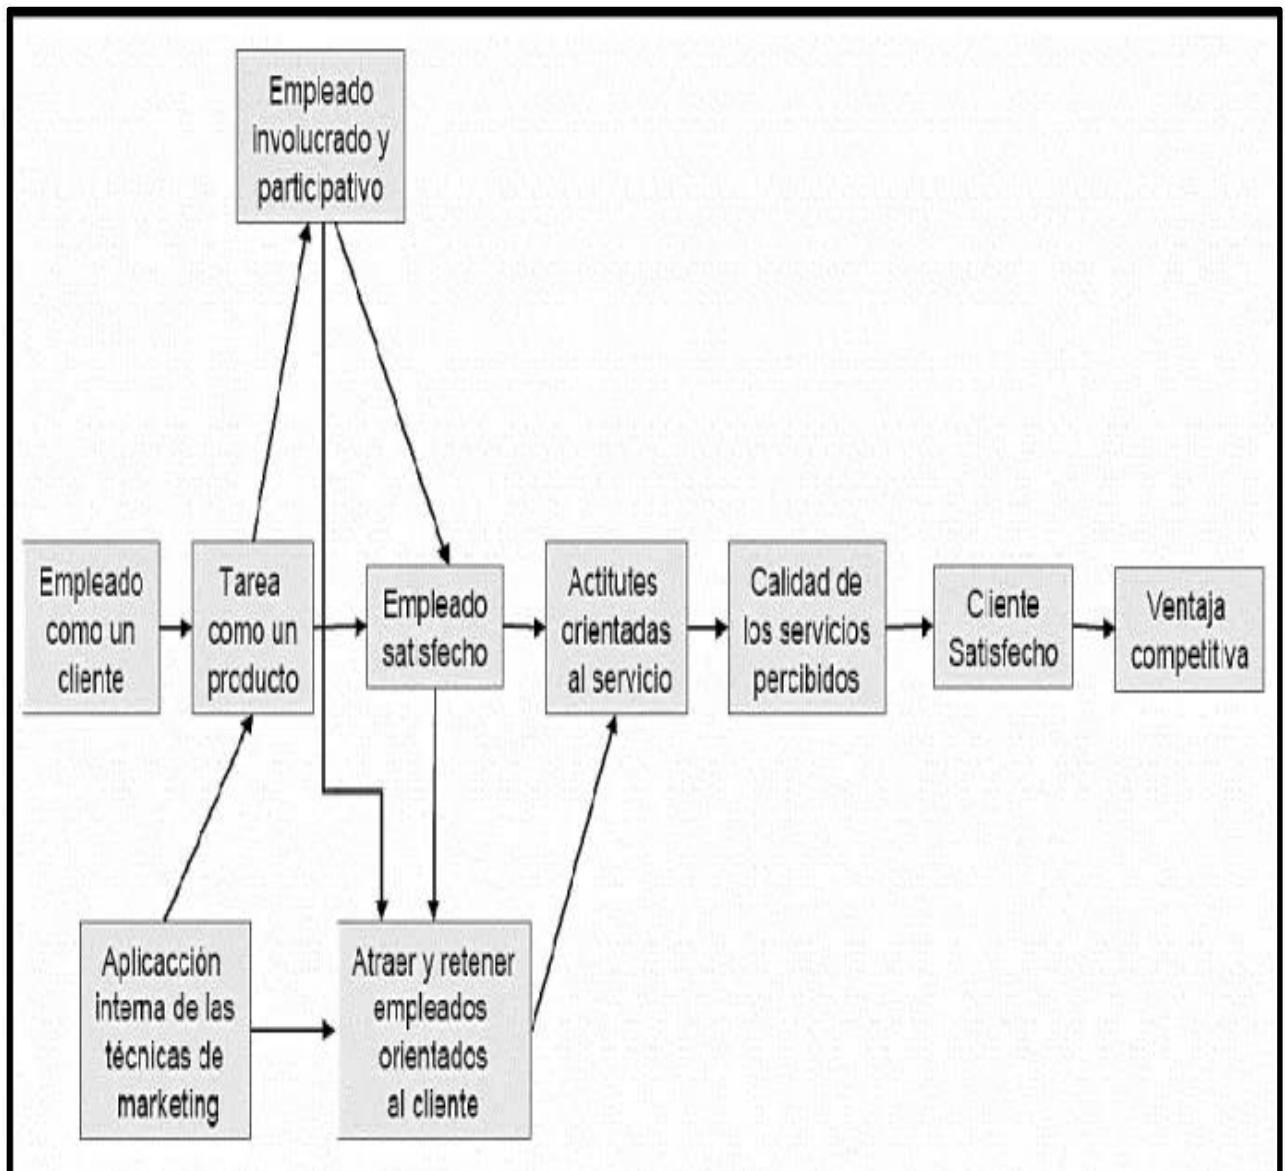 Empleado
involucrado y
participativo
Empleado
como un
cliente
Tarea
como un
producto
Empleado
satisfecho
Actitutes
orientadas
al servicio
Calidad de
los servicios
percibidos
Cliente
Satisfecho
Ventaja
competitiva
Aplicacción
interna de las
técnicas de
marketing
Atraer y retener
empleados
orientados
al cliente